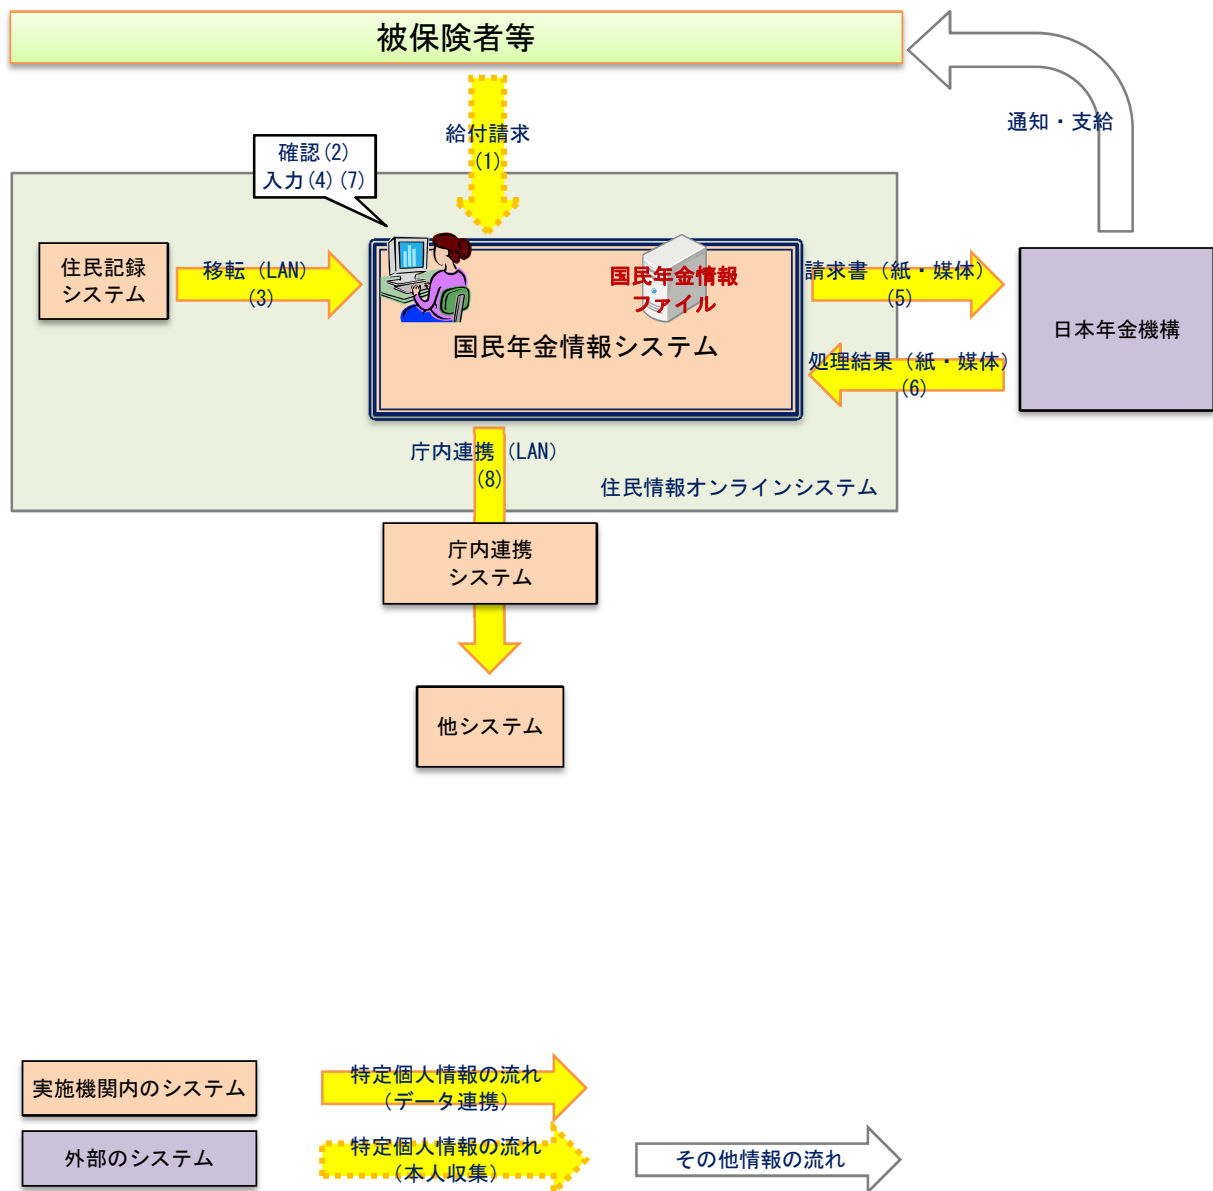 被保険者等
給付請求
(1)
通知・支給
確認(2)
入力(4)(7)
住民記録
システム
移転（LAN）
(3)
国民年金情報
ファイル
国民年金情報システム
請求書（紙・媒体）
(5)
処理結果（紙・媒体）
(6)
日本年金機構
庁内連携（LAN）
(8)
住民情報オンラインシステム
庁内連携
システム
他システム
実施機関内のシステム
特定個人情報の流れ
（データ連携）
外部のシステム
特定個人情報の流れ
（本人収集）
その他情報の流れ